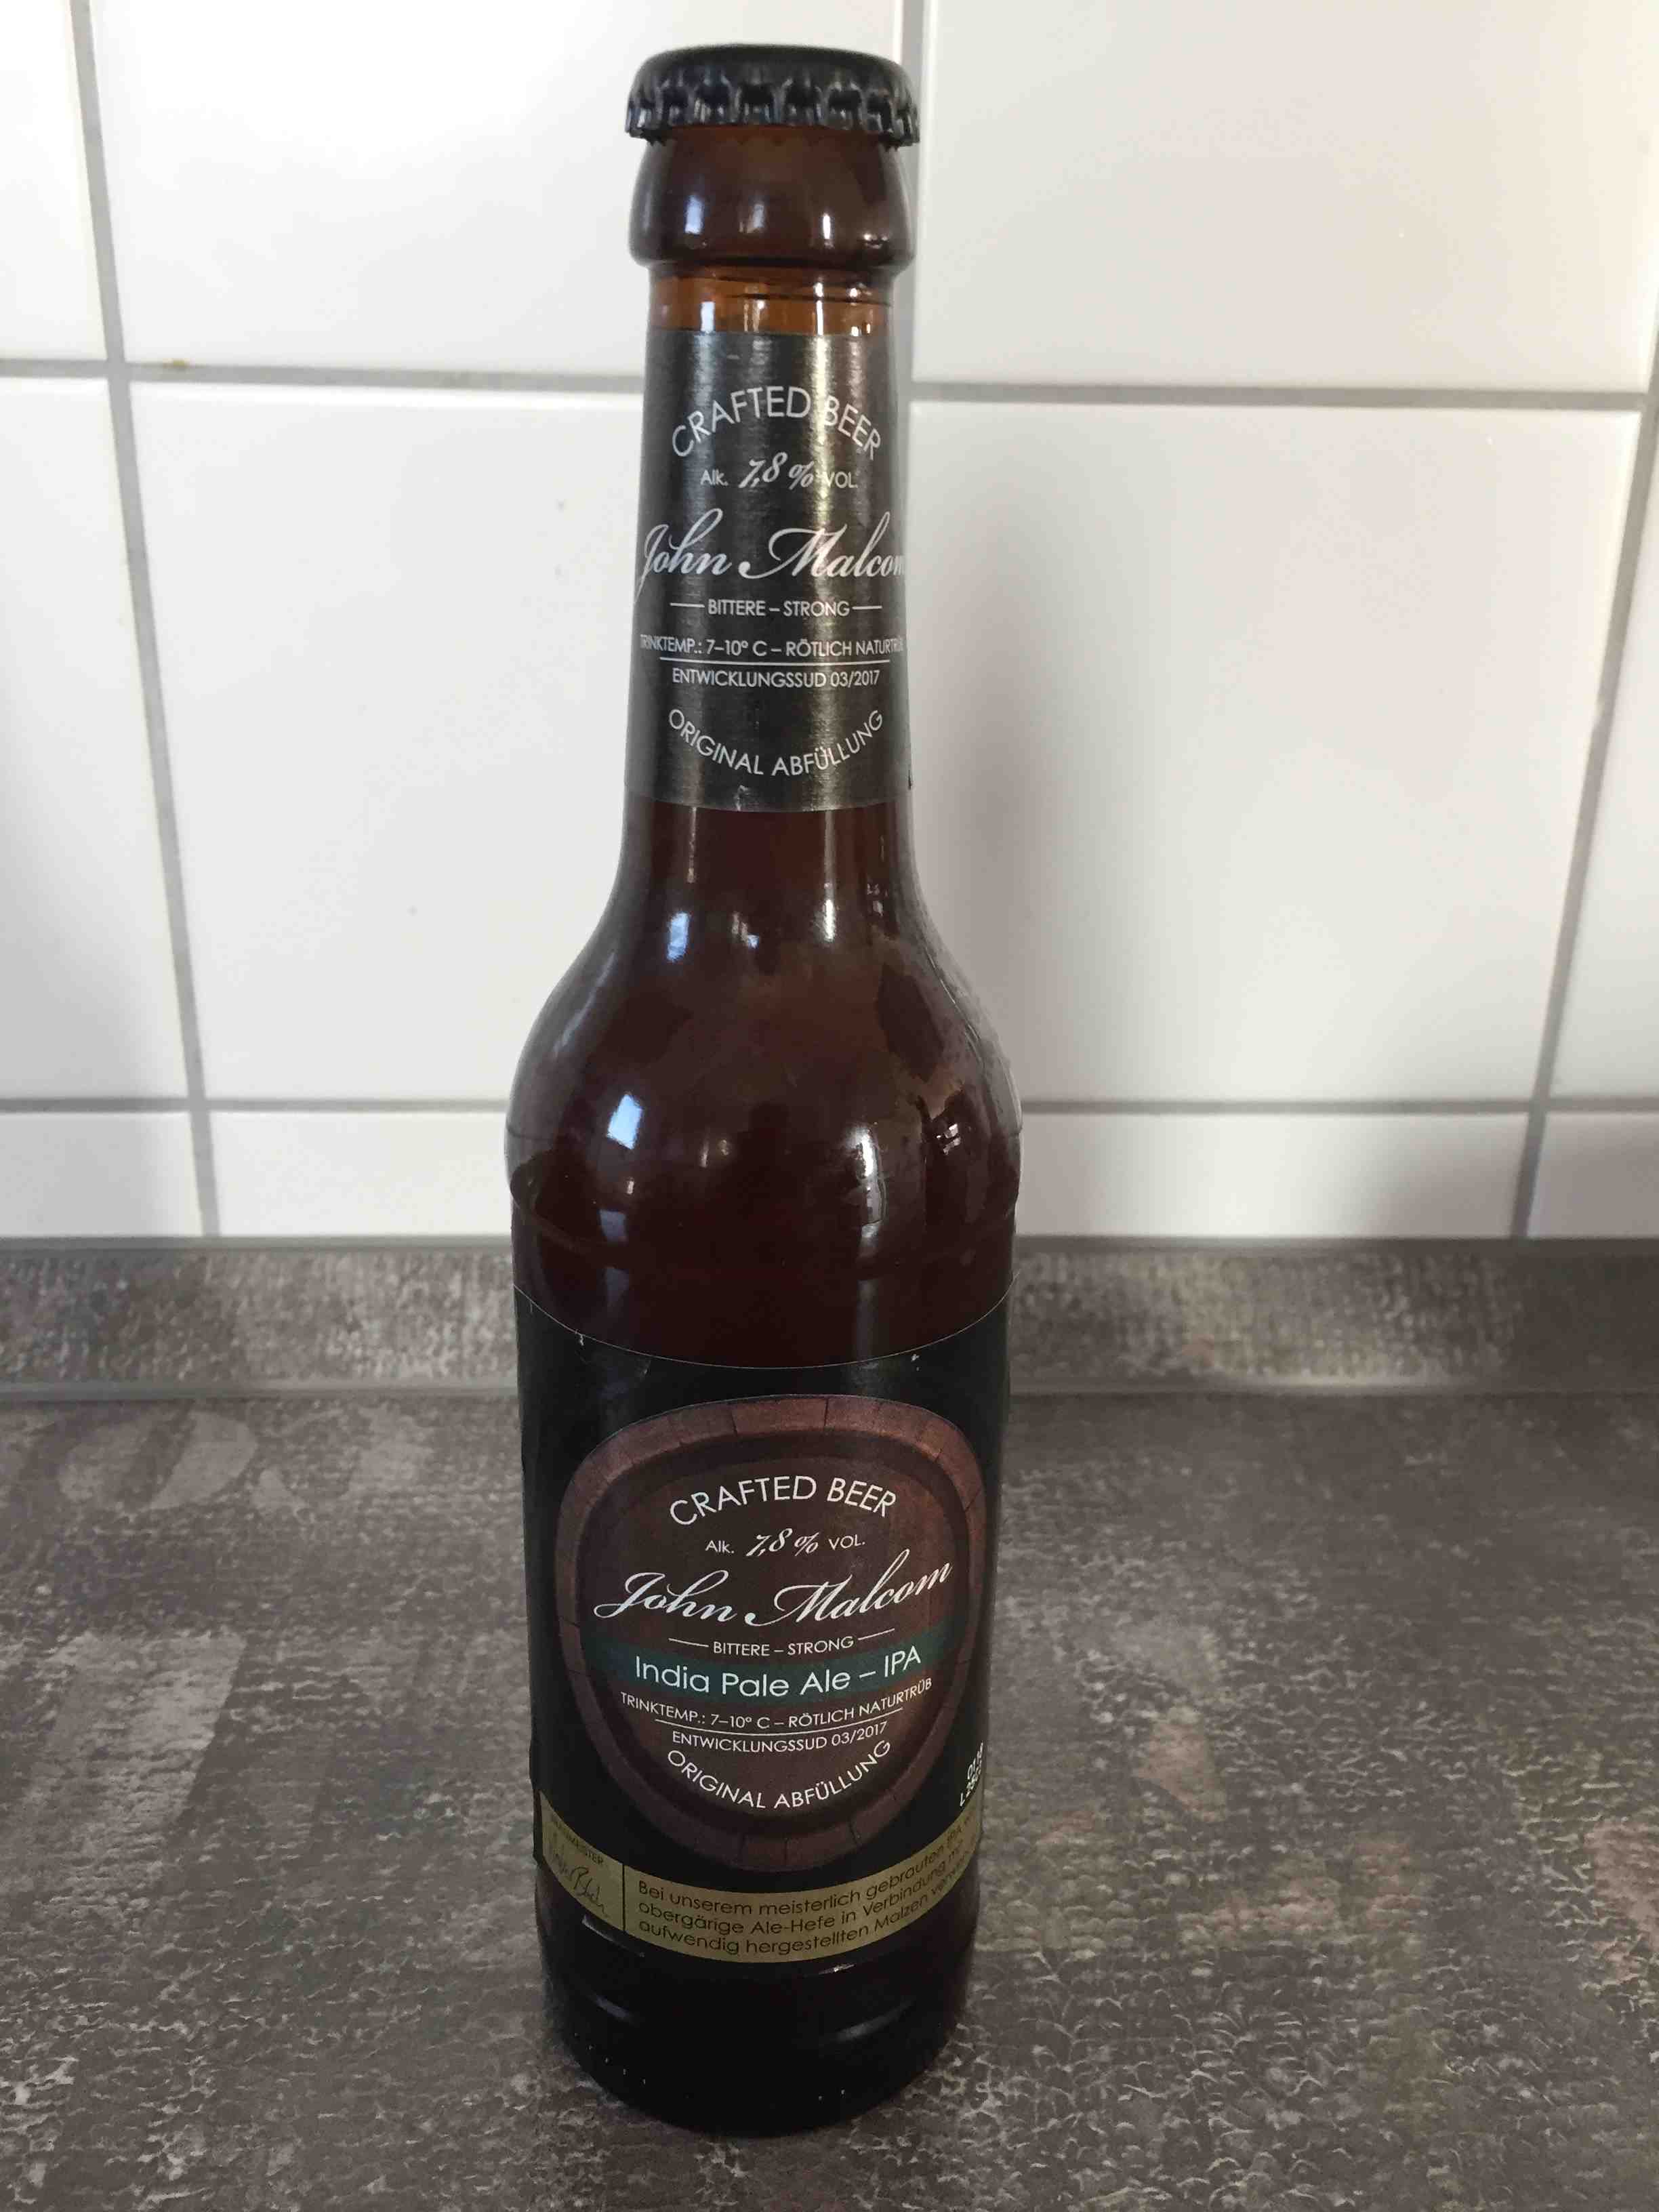 CRAFTED BEER
Alk. 7,8 % VOL.
John Malcom
BITTERE – STRONG
TRINKTEMP.: 7–10° C – RÖTLICH NATURTRÜB
ENTWICKLUNGSSUD 03/2017
ORIGINAL ABFÜLLUNG
CRAFTED BEER
Alk. 7,8 % VOL.
John Malcom
BITTERE – STRONG
India Pale Ale – IPA
TRINKTEMP.: 7–10° C – RÖTLICH NATURTRÜB
ENTWICKLUNGSSUD 03/2017
ORIGINAL ABFÜLLUNG
Bei unserem meisterlich gebrauten IPA
obergärige Ale-Hefe in Verbindung
aufwendig hergestellten Malzen